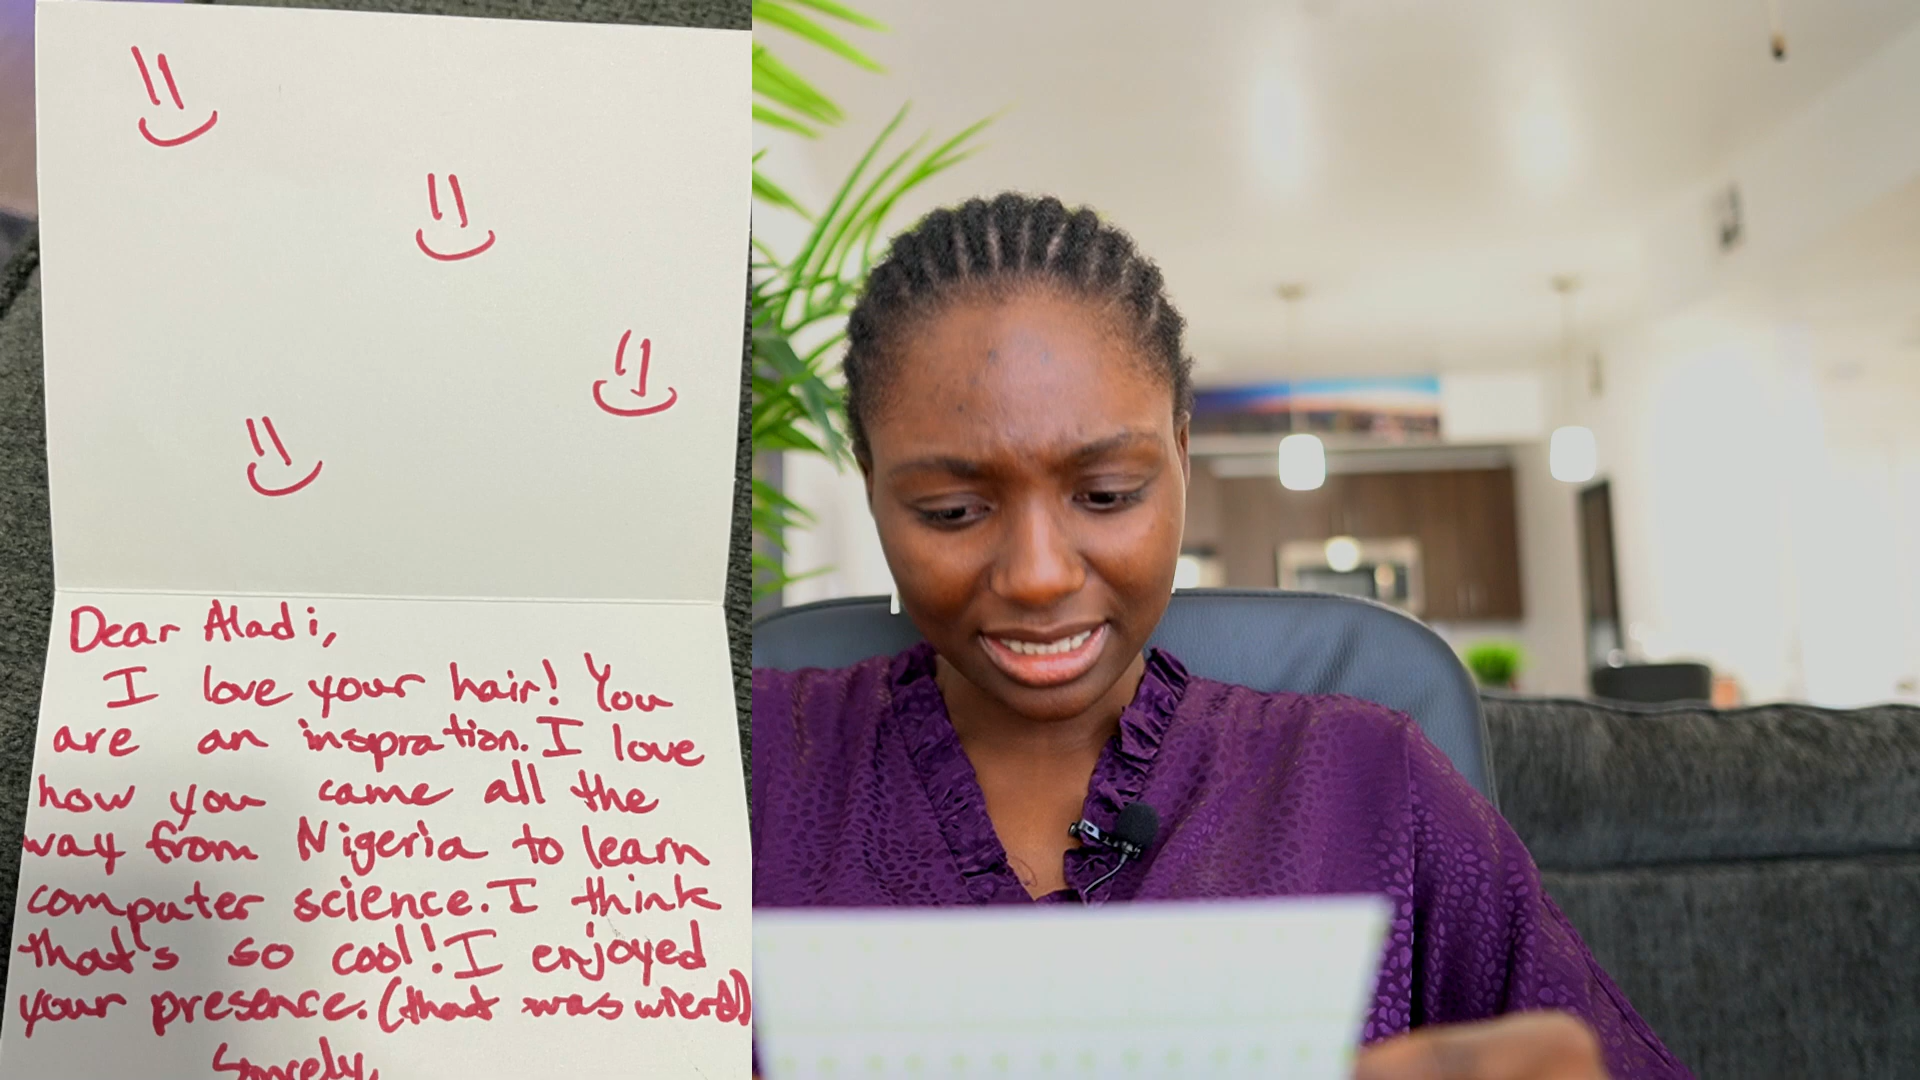 Dear Aladi,
I love your hair! You
are an inspration. I love
how you came all the
way from Nigeria to learn
computer science. I think
that's so cool! I enjoyed
your presence. (that was wierd)
Sincely,